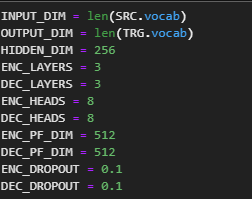 INPUT_DIM = len(SRC.vocab)
OUTPUT_DIM = len(TRG.vocab)
HIDDEN_DIM = 256
ENC_LAYERS = 3
DEC_LAYERS = 3
ENC_HEADS = 8
DEC_HEADS = 8
ENC_PF_DIM = 512
DEC_PF_DIM = 512
ENC_DROPOUT = 0.1
DEC_DROPOUT = 0.1